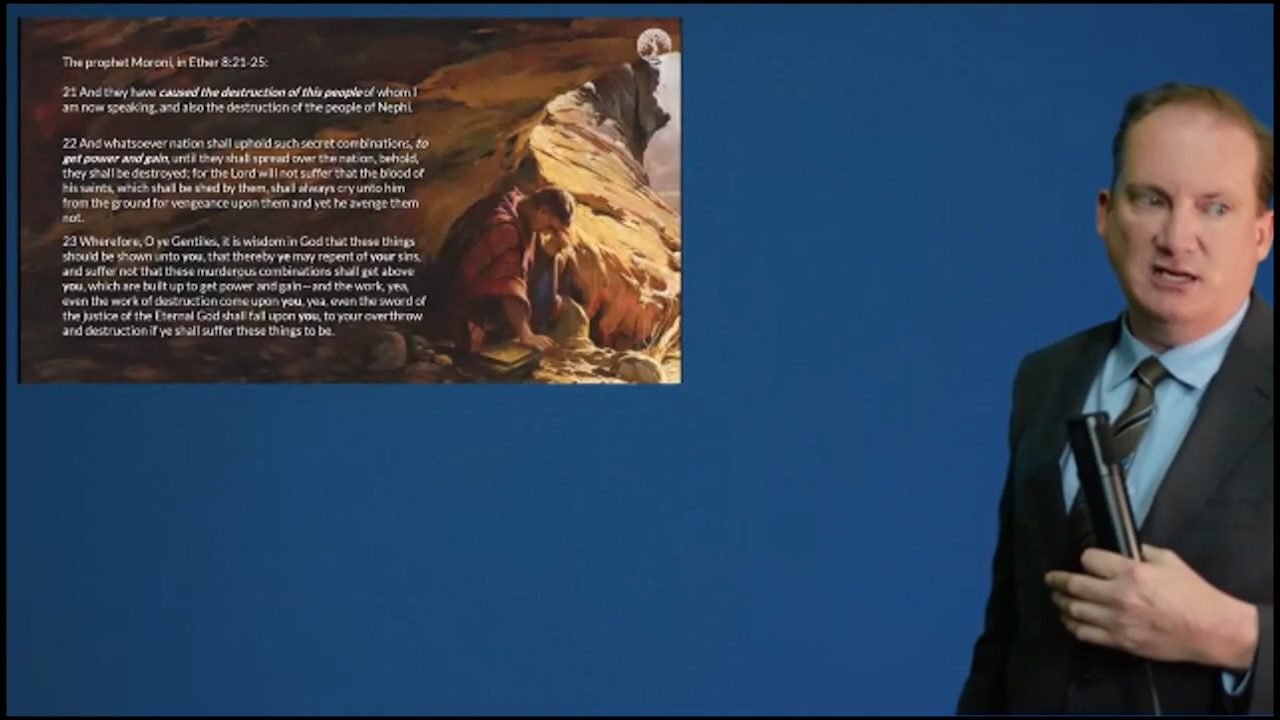 The prophet Moroni, in Ether 8:21-25:
21 And they have caused the destruction of this people of whom I
am now speaking, and also the destruction of the people of Nephi.
22 And whatsoever nation shall uphold such secret combinations, to
get power and gain, until they shall spread over the nation, behold,
they shall be destroyed; for the Lord will not suffer that the blood of
his saints, which shall be shed by them, shall always cry unto him
from the ground for vengeance upon them and yet he avenge them
not.
23 Wherefore, O ye Gentiles, it is wisdom in God that these things
should be shown unto you, that thereby ye may repent of your sins,
and suffer not that these murderous combinations shall get above
you, which are built up to get power and gain—and the work, yea,
even the work of destruction come upon you, yea, even the sword of
the justice of the Eternal God shall fall upon you, to your overthrow
and destruction if ye shall suffer these things to be.